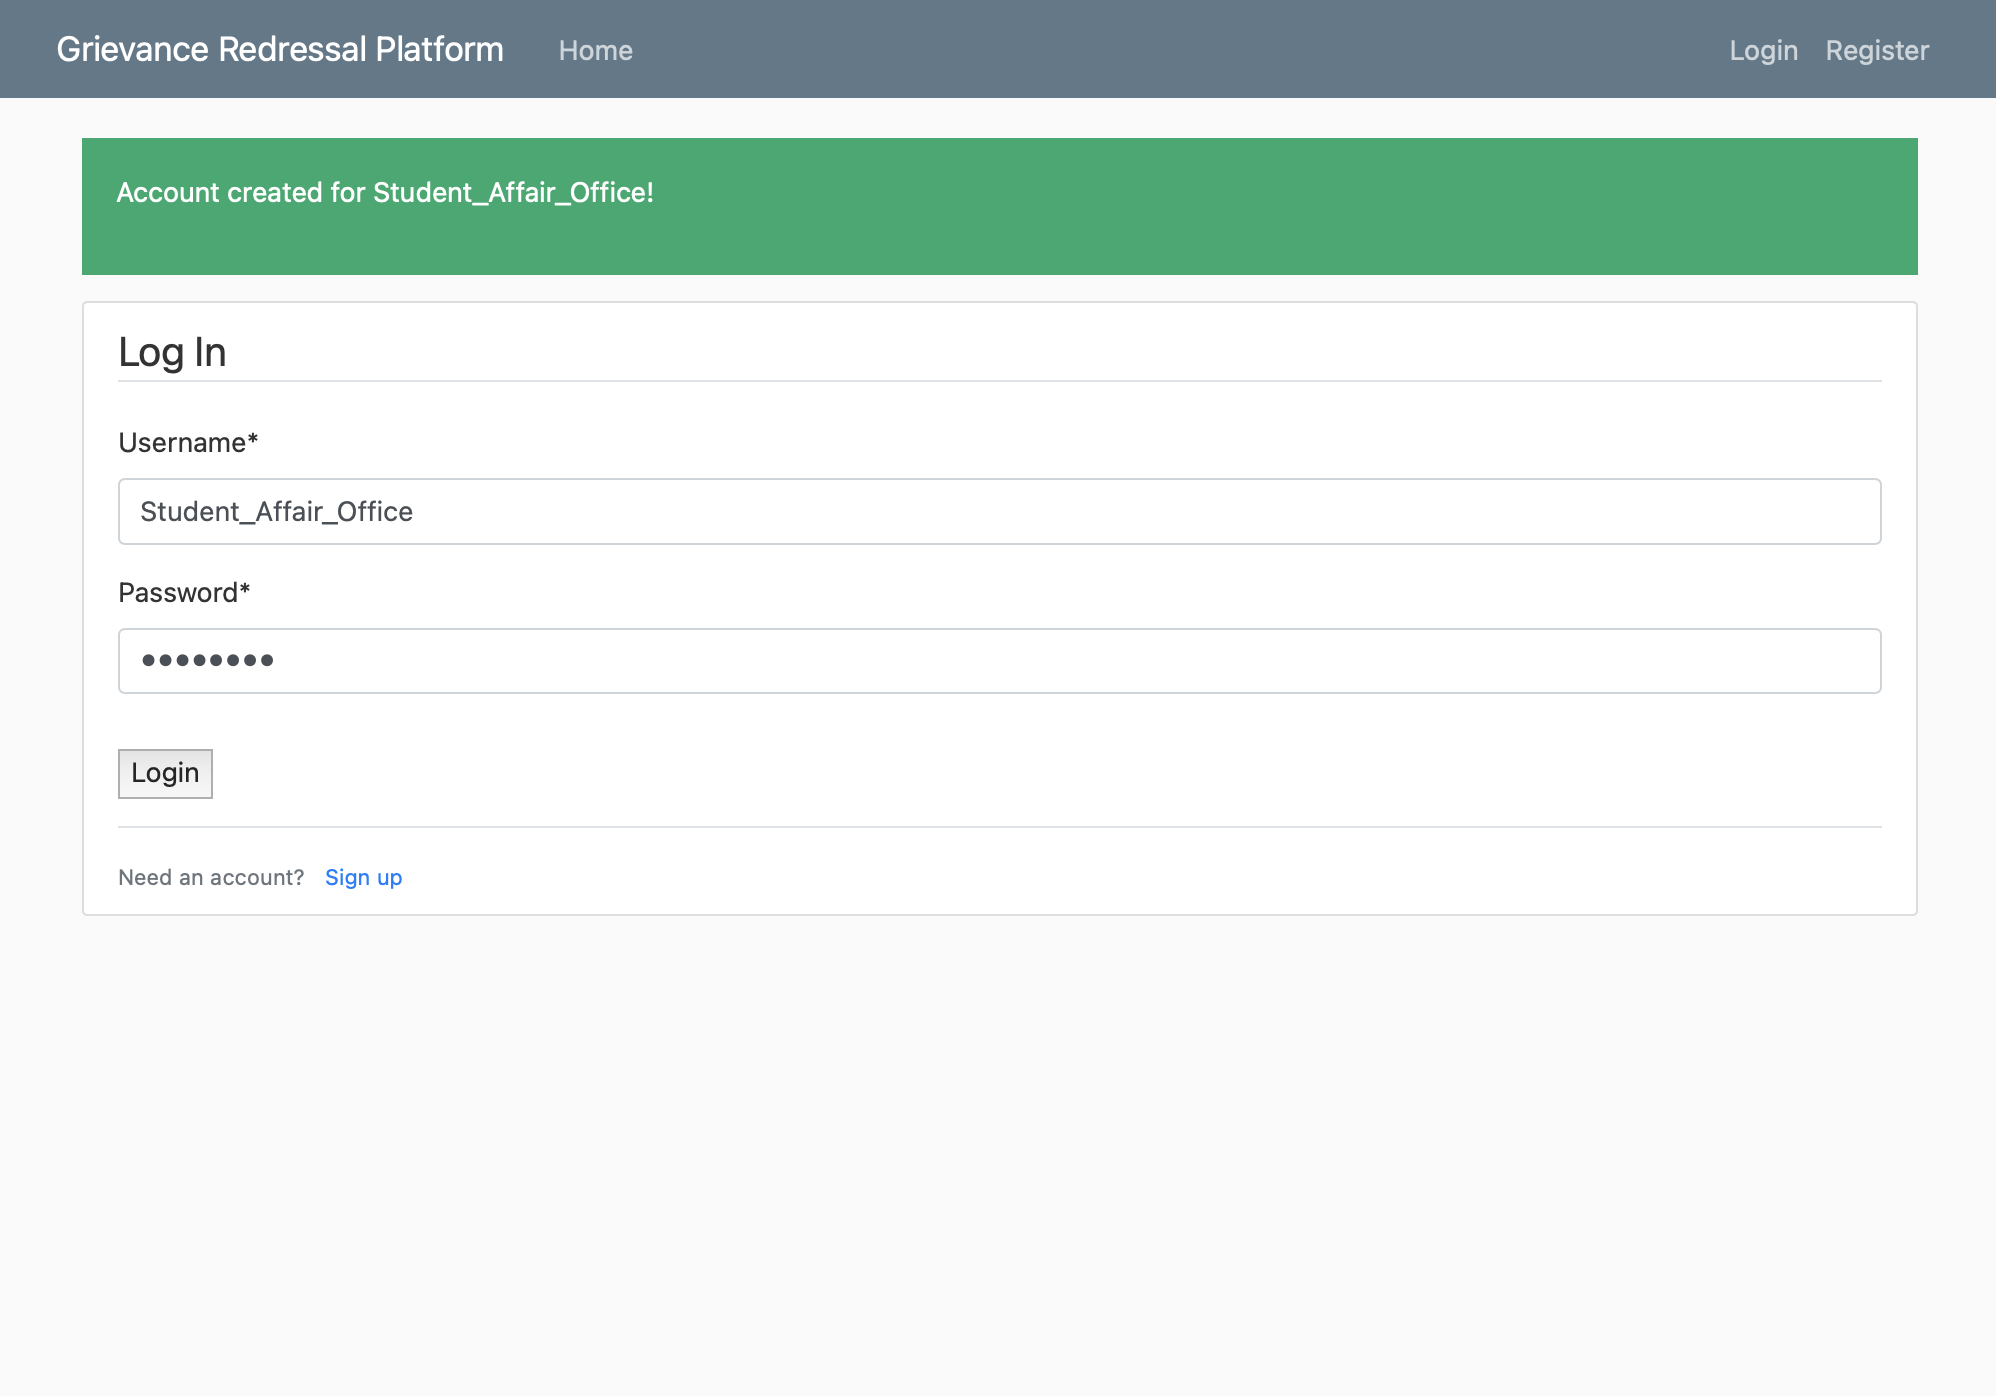 Grievance Redressal Platform Home Login Register
Account created for Student_Affair_Office!
Log In
Username*
Student_Affair_Office
Password*
••••••••
Login
Need an account? Sign up